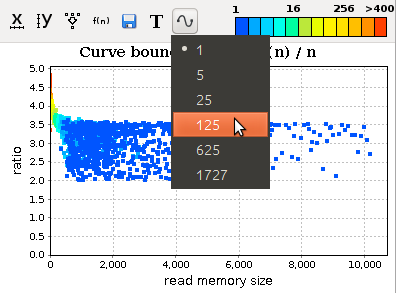 x y f(n) T
1 16 256 >400
Curve boun (n) / n
1
5
25
125
625
1727
5.0
4.5
4.0
3.5
3.0
2.5
2.0
1.5
1.0
0.5
0.0
ratio
0 2,000 4,000 6,000 8,000 10,000
read memory size